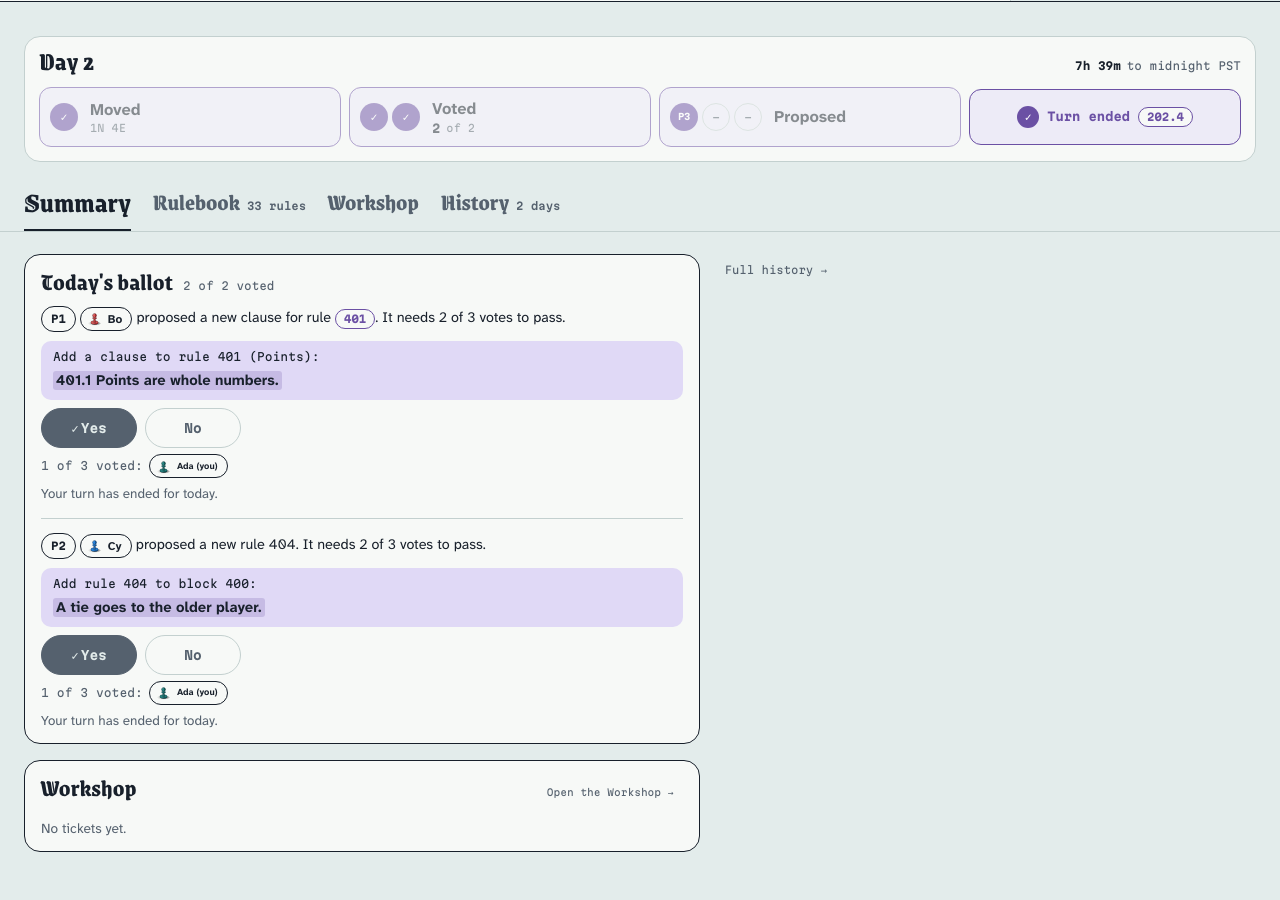 Day 2
7h 39m to midnight PST
✓ Moved
1N 4E
✓ ✓ Voted
2 of 2
P3 – – Proposed
✓ Turn ended 202.4
Summary Rulebook 33 rules Workshop History 2 days
Today's ballot 2 of 2 voted
P1 Bo proposed a new clause for rule 401. It needs 2 of 3 votes to pass.
Add a clause to rule 401 (Points):
401.1 Points are whole numbers.
✓Yes No
1 of 3 voted: Ada (you)
Your turn has ended for today.
P2 Cy proposed a new rule 404. It needs 2 of 3 votes to pass.
Add rule 404 to block 400:
A tie goes to the older player.
✓Yes No
1 of 3 voted: Ada (you)
Your turn has ended for today.
Workshop
Open the Workshop →
No tickets yet.
Full history →